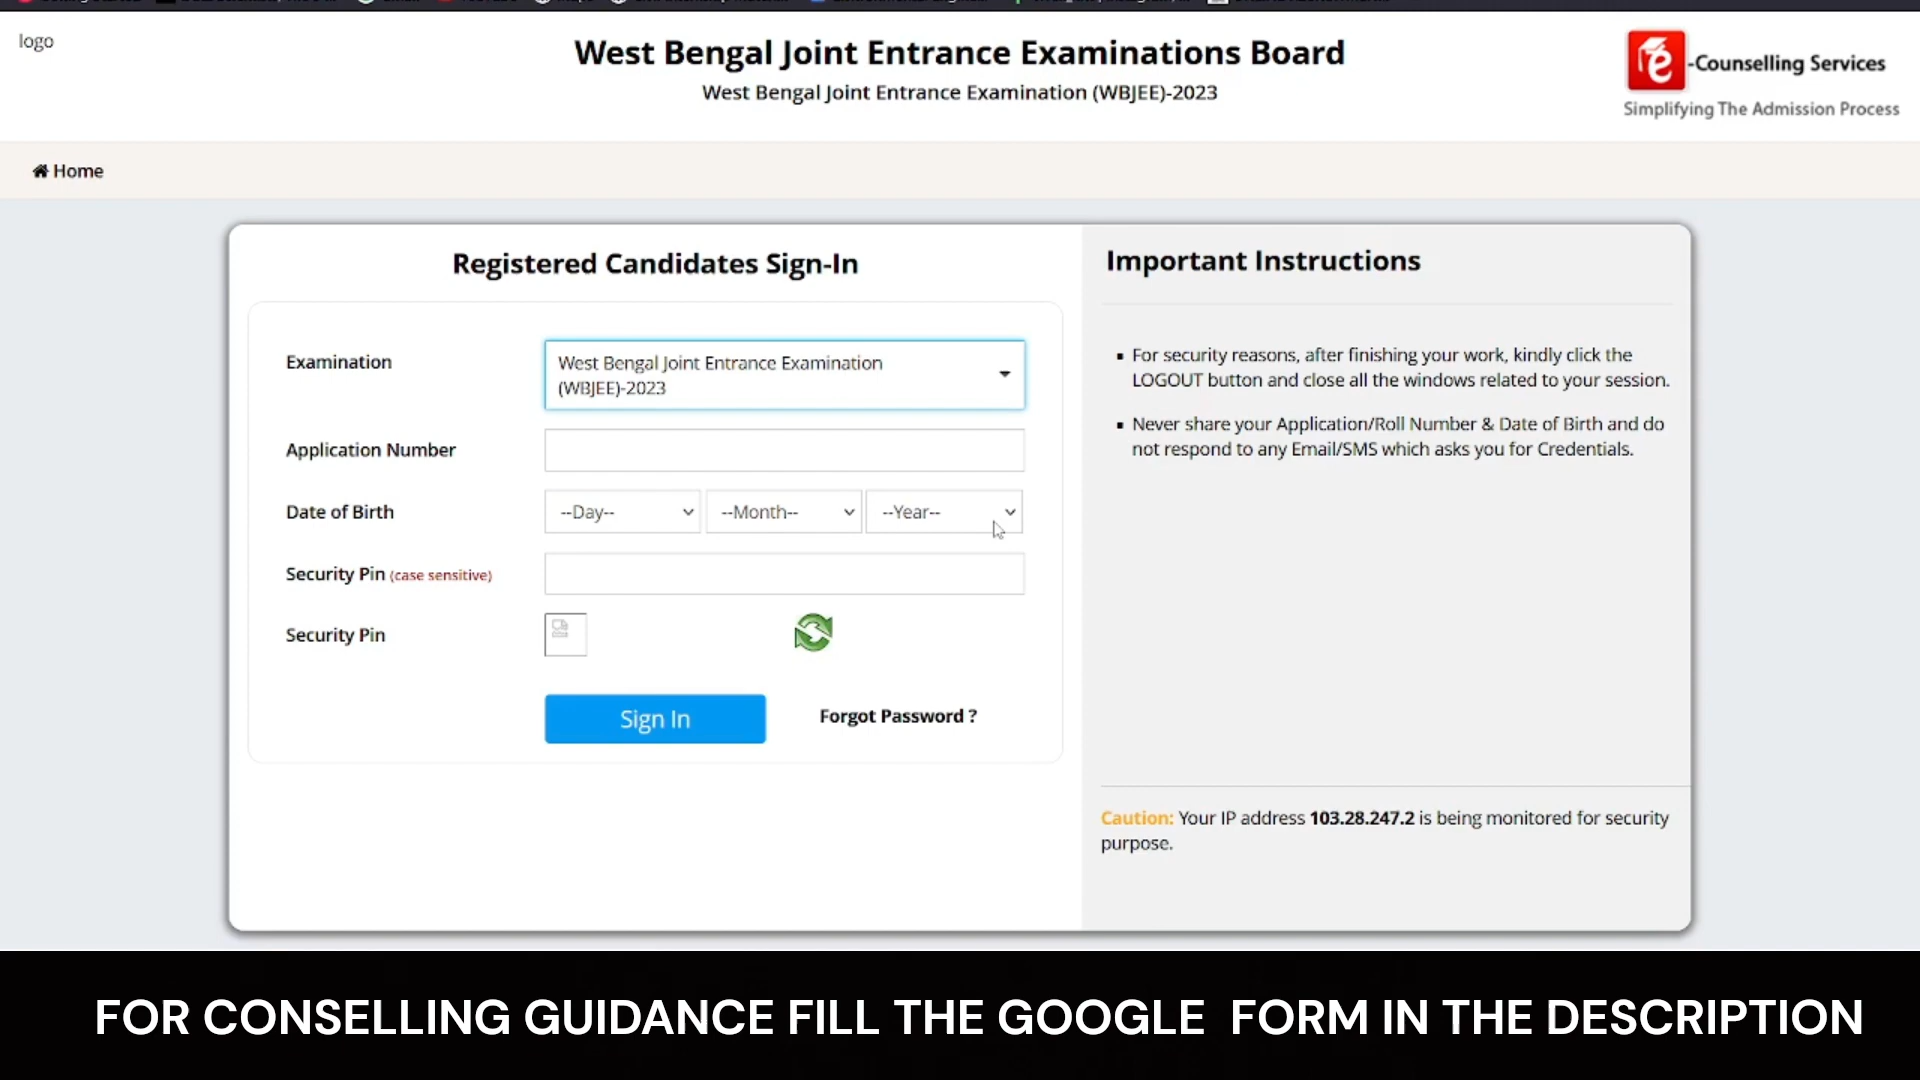 logo
West Bengal Joint Entrance Examinations Board
West Bengal Joint Entrance Examination (WBJEE)-2023
e
-Counselling Services
Simplifying The Admission Process
Home
Registered Candidates Sign-In
Examination
West Bengal Joint Entrance Examination
(WBJEE)-2023
Application Number
Date of Birth
--Day--
--Month--
--Year--
Security Pin (case sensitive)
Security Pin
Sign In
Forgot Password ?
Important Instructions
For security reasons, after finishing your work, kindly click the
LOGOUT button and close all the windows related to your session.
Never share your Application/Roll Number & Date of Birth and do
not respond to any Email/SMS which asks you for Credentials.
Caution: Your IP address 103.28.247.2 is being monitored for security
purpose.
FOR CONSELLING GUIDANCE FILL THE GOOGLE FORM IN THE DESCRIPTION